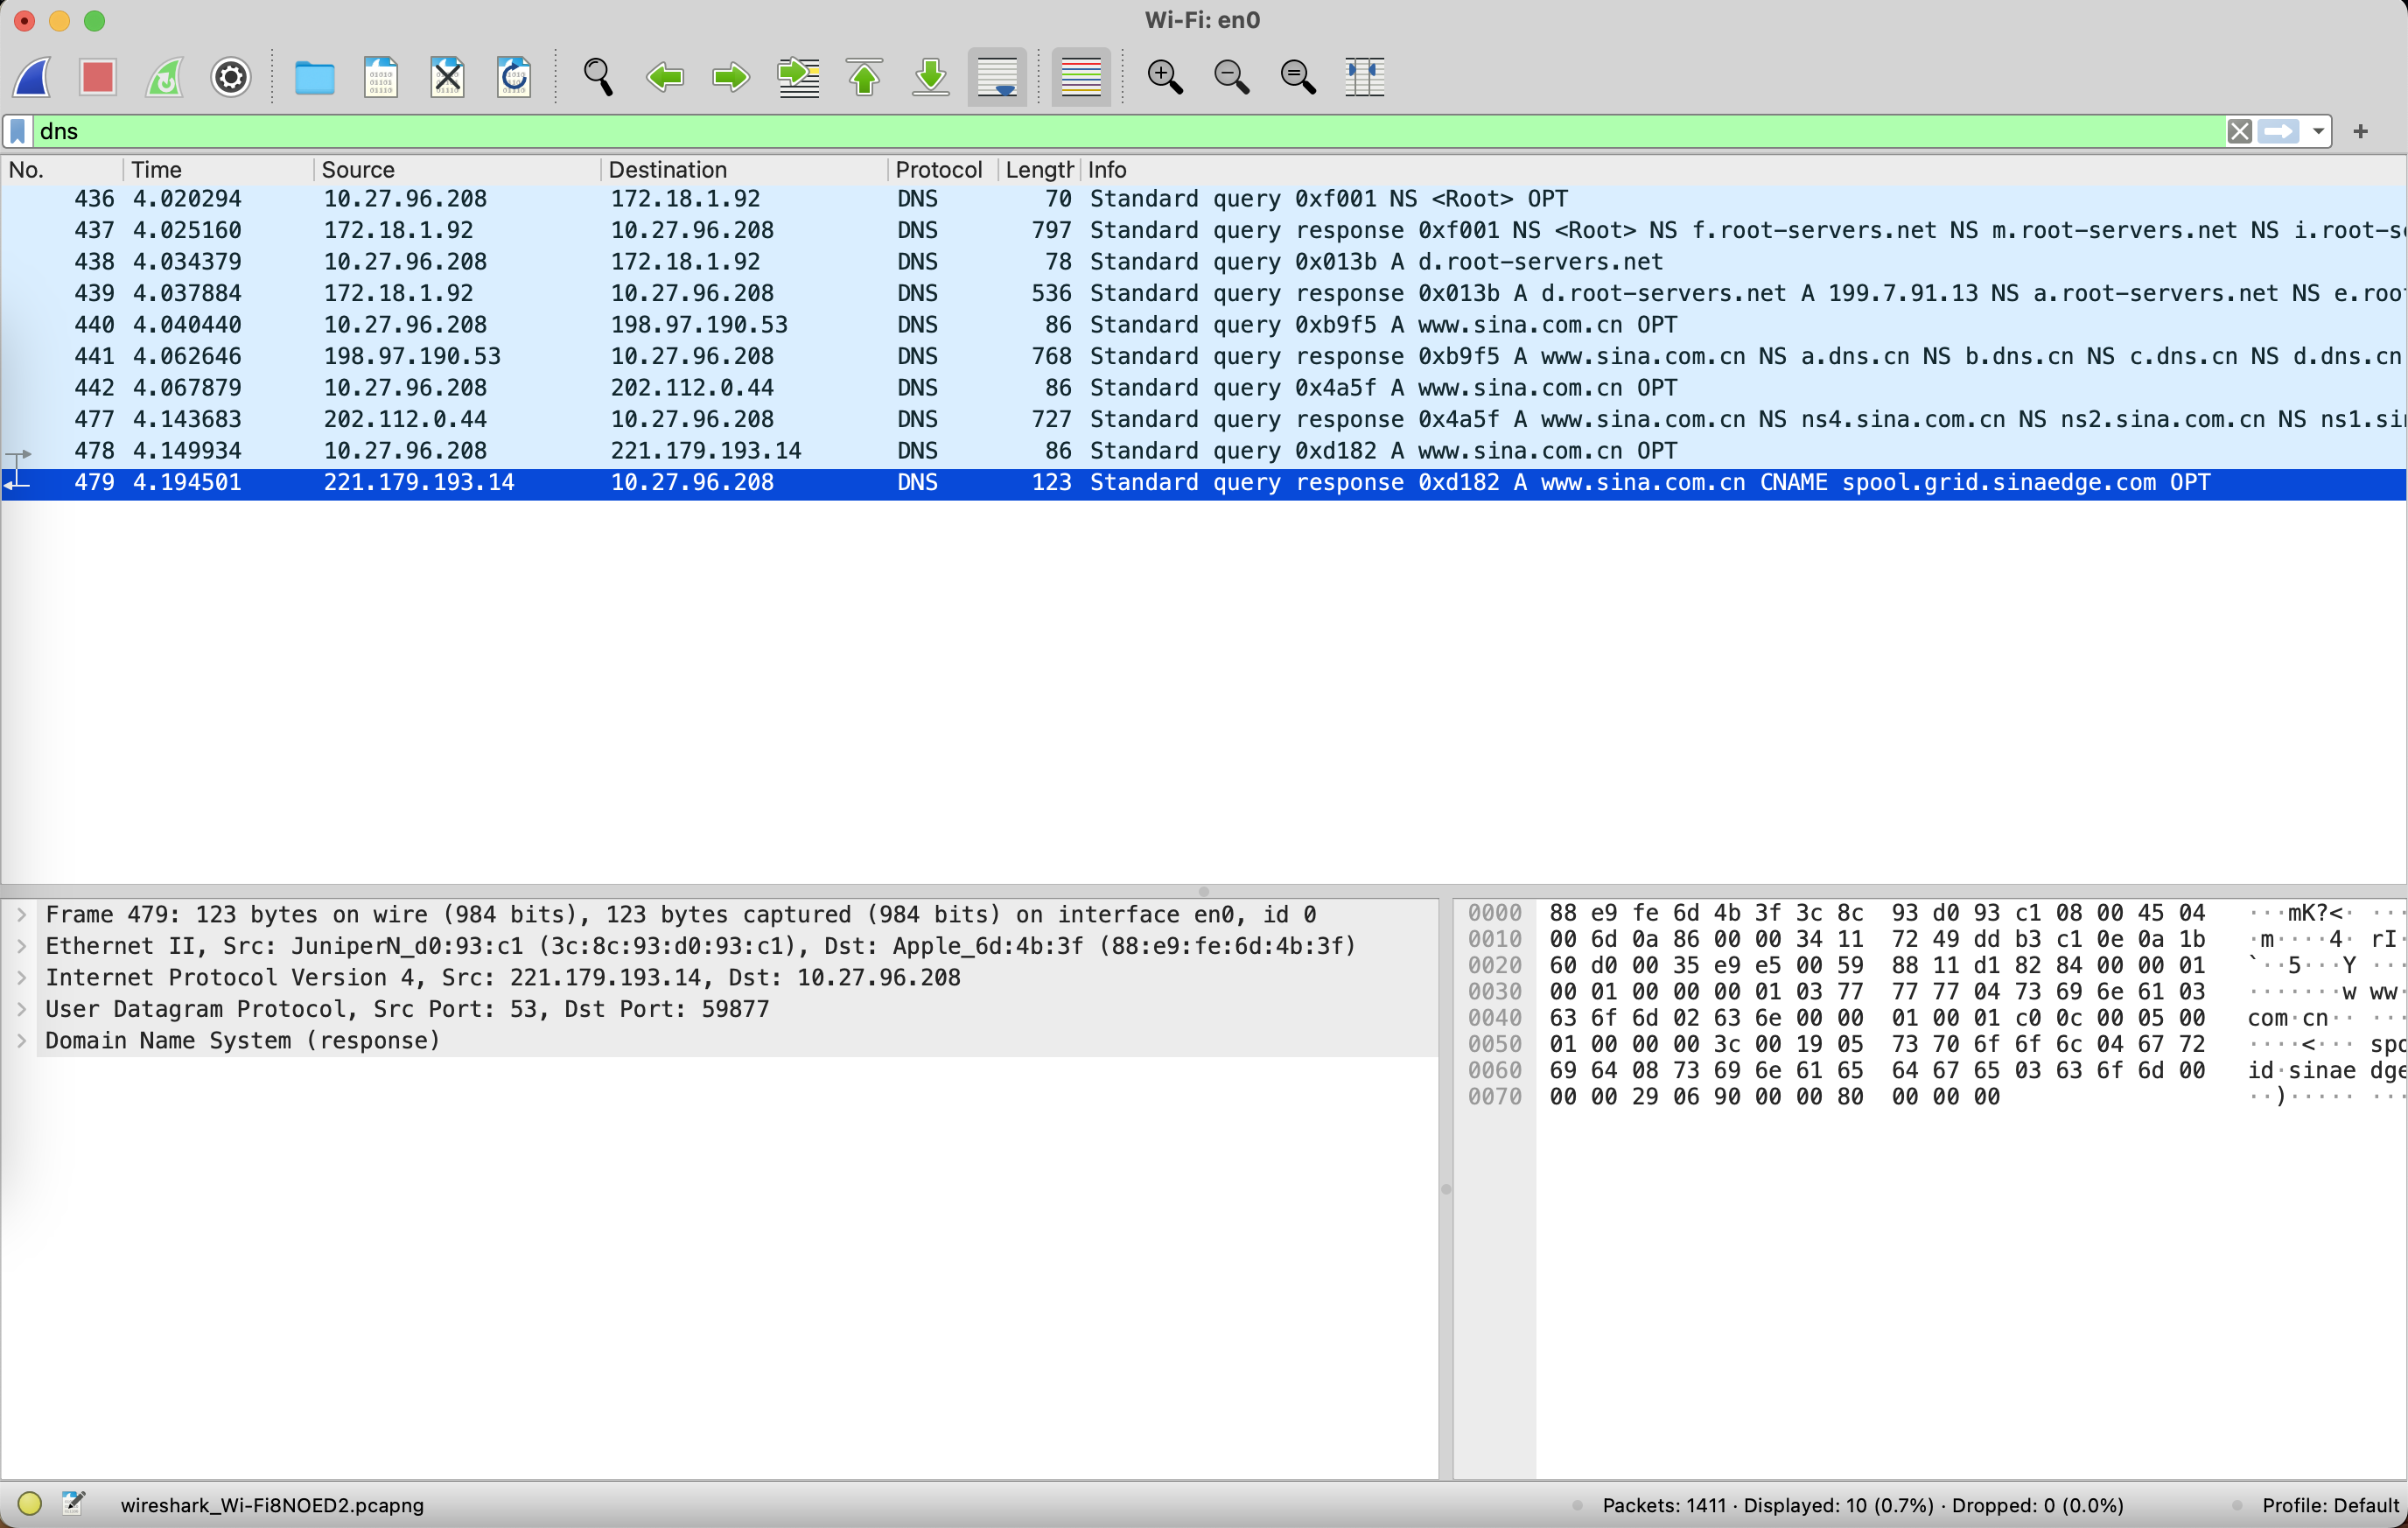 Wi-Fi: en0
dns
No. Time Source Destination Protocol Length Info
436 4.020294 10.27.96.208 172.18.1.92 DNS 70 Standard query 0xf001 NS <Root> OPT
437 4.025160 172.18.1.92 10.27.96.208 DNS 797 Standard query response 0xf001 NS <Root> NS f.root-servers.net NS m.root-servers.net NS i.root-s
438 4.034379 10.27.96.208 172.18.1.92 DNS 78 Standard query 0x013b A d.root-servers.net
439 4.037884 172.18.1.92 10.27.96.208 DNS 536 Standard query response 0x013b A d.root-servers.net A 199.7.91.13 NS a.root-servers.net NS e.roo
440 4.040440 10.27.96.208 198.97.190.53 DNS 86 Standard query 0xb9f5 A www.sina.com.cn OPT
441 4.062646 198.97.190.53 10.27.96.208 DNS 768 Standard query response 0xb9f5 A www.sina.com.cn NS a.dns.cn NS b.dns.cn NS c.dns.cn NS d.dns.cn
442 4.067879 10.27.96.208 202.112.0.44 DNS 86 Standard query 0x4a5f A www.sina.com.cn OPT
477 4.143683 202.112.0.44 10.27.96.208 DNS 727 Standard query response 0x4a5f A www.sina.com.cn NS ns4.sina.com.cn NS ns2.sina.com.cn NS ns1.si
478 4.149934 10.27.96.208 221.179.193.14 DNS 86 Standard query 0xd182 A www.sina.com.cn OPT
479 4.194501 221.179.193.14 10.27.96.208 DNS 123 Standard query response 0xd182 A www.sina.com.cn CNAME spool.grid.sinaedge.com OPT
Frame 479: 123 bytes on wire (984 bits), 123 bytes captured (984 bits) on interface en0, id 0
Ethernet II, Src: JuniperN_d0:93:c1 (3c:8c:93:d0:93:c1), Dst: Apple_6d:4b:3f (88:e9:fe:6d:4b:3f)
Internet Protocol Version 4, Src: 221.179.193.14, Dst: 10.27.96.208
User Datagram Protocol, Src Port: 53, Dst Port: 59877
Domain Name System (response)
0000 88 e9 fe 6d 4b 3f 3c 8c 93 d0 93 c1 08 00 45 04 ···mK?<· ···
0010 00 6d 0a 86 00 00 34 11 72 49 dd b3 c1 0e 0a 1b ·m····4· rI·
0020 60 d0 00 35 e9 e5 00 59 88 11 d1 82 84 00 00 01 `··5···Y ···
0030 00 01 00 00 00 01 03 77 77 77 04 73 69 6e 61 03 ·······w ww·
0040 63 6f 6d 02 63 6e 00 00 01 00 01 c0 0c 00 05 00 com·cn·· ···
0050 01 00 00 00 3c 00 19 05 73 70 6f 6f 6c 04 67 72 ····<··· spo
0060 69 64 08 73 69 6e 61 65 64 67 65 03 63 6f 6d 00 id·sinae dge
0070 00 00 29 06 90 00 00 80 00 00 00 ··)····· ···
wireshark_Wi-Fi8NOED2.pcapng Packets: 1411 · Displayed: 10 (0.7%) · Dropped: 0 (0.0%) Profile: Default